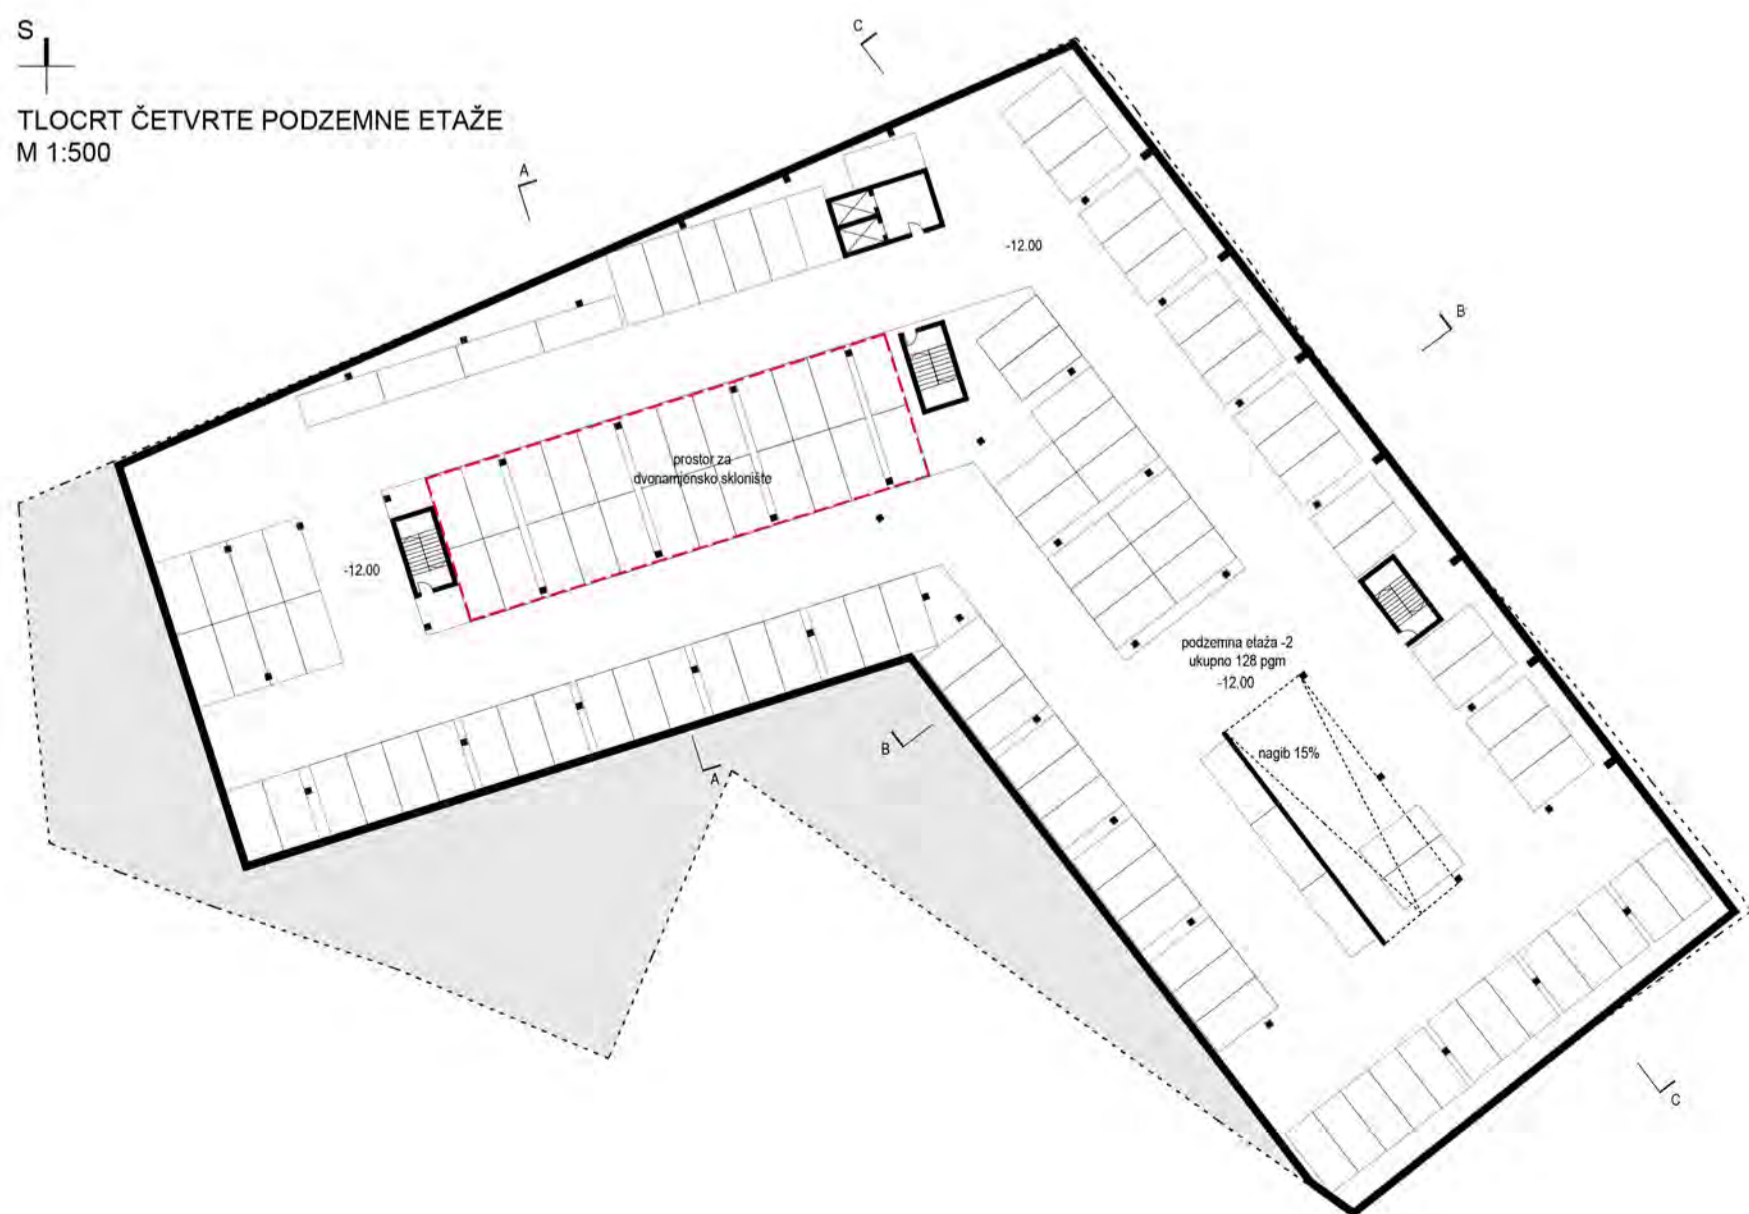 S
TLOCRT ČETVRTE PODZEMNE ETAŽE
M 1:500
C
A
-12.00
B
prostor za
dvonamjensko sklonište
-12.00
podzemna etaža -2
ukupno 128 pgm
-12.00
B
nagib 15%
A
C